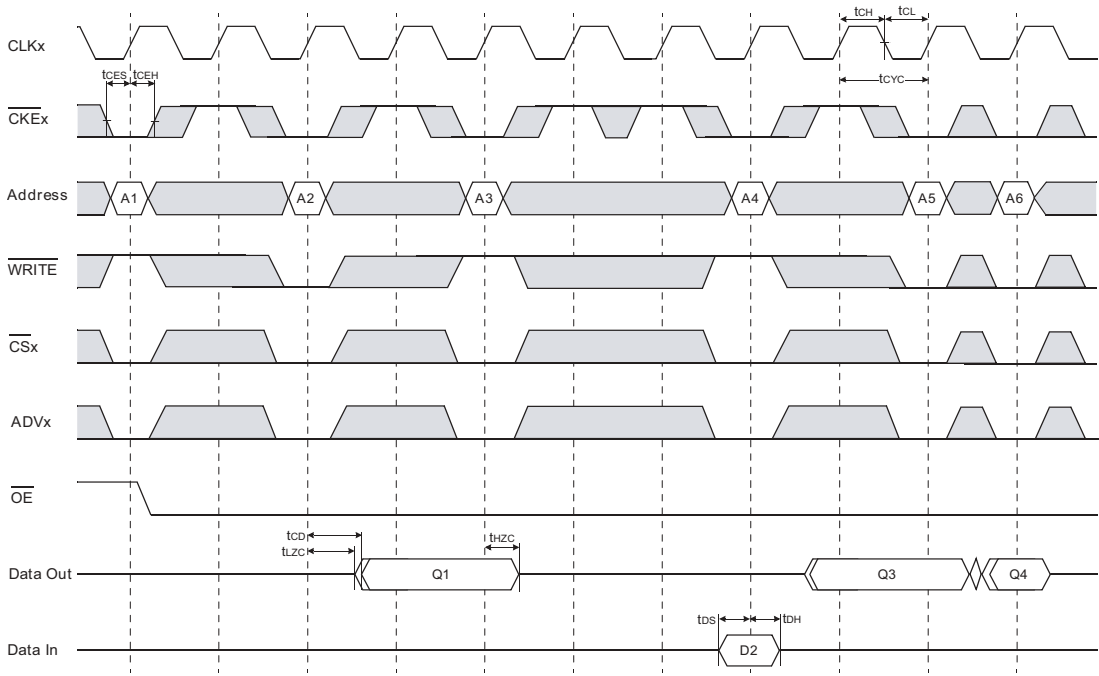 tCH tCL
CLKx
tCES tCEH
tCYC
CKEx
Address A1 A2 A3 A4 A5 A6
WRITE
CSx
ADVx
OE
tCD
tLZC tHZC
Data Out Q1 Q3 Q4
tDS tDH
Data In D2